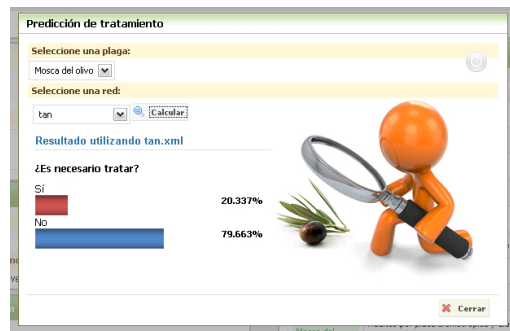 Predicción de tratamiento
Seleccione una plaga:
Mosca del olivo
Seleccione una red:
tan Calcular
Resultado utilizando tan.xml
¿Es necesario tratar?
Sí
20.337%
No
79.663%
Cerrar